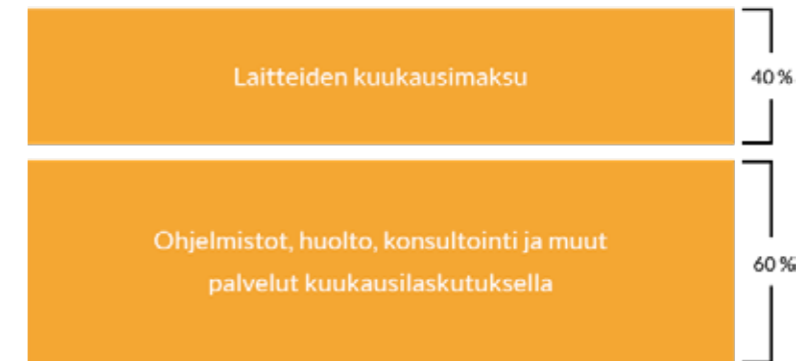 Laitteiden kuukausimaksu
40 %
Ohjelmistot, huolto, konsultointi ja muut
palvelut kuukausilaskutuksella
60 %